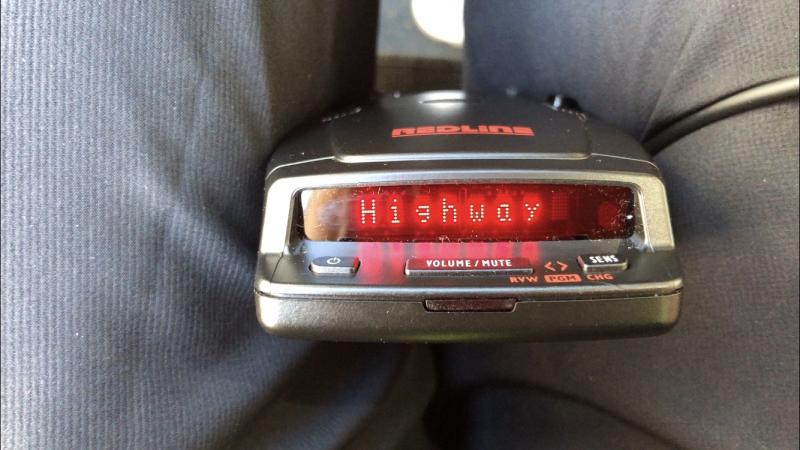 REDLINE
Highway
VOLUME / MUTE
< > SENS
RVW PGM CHG